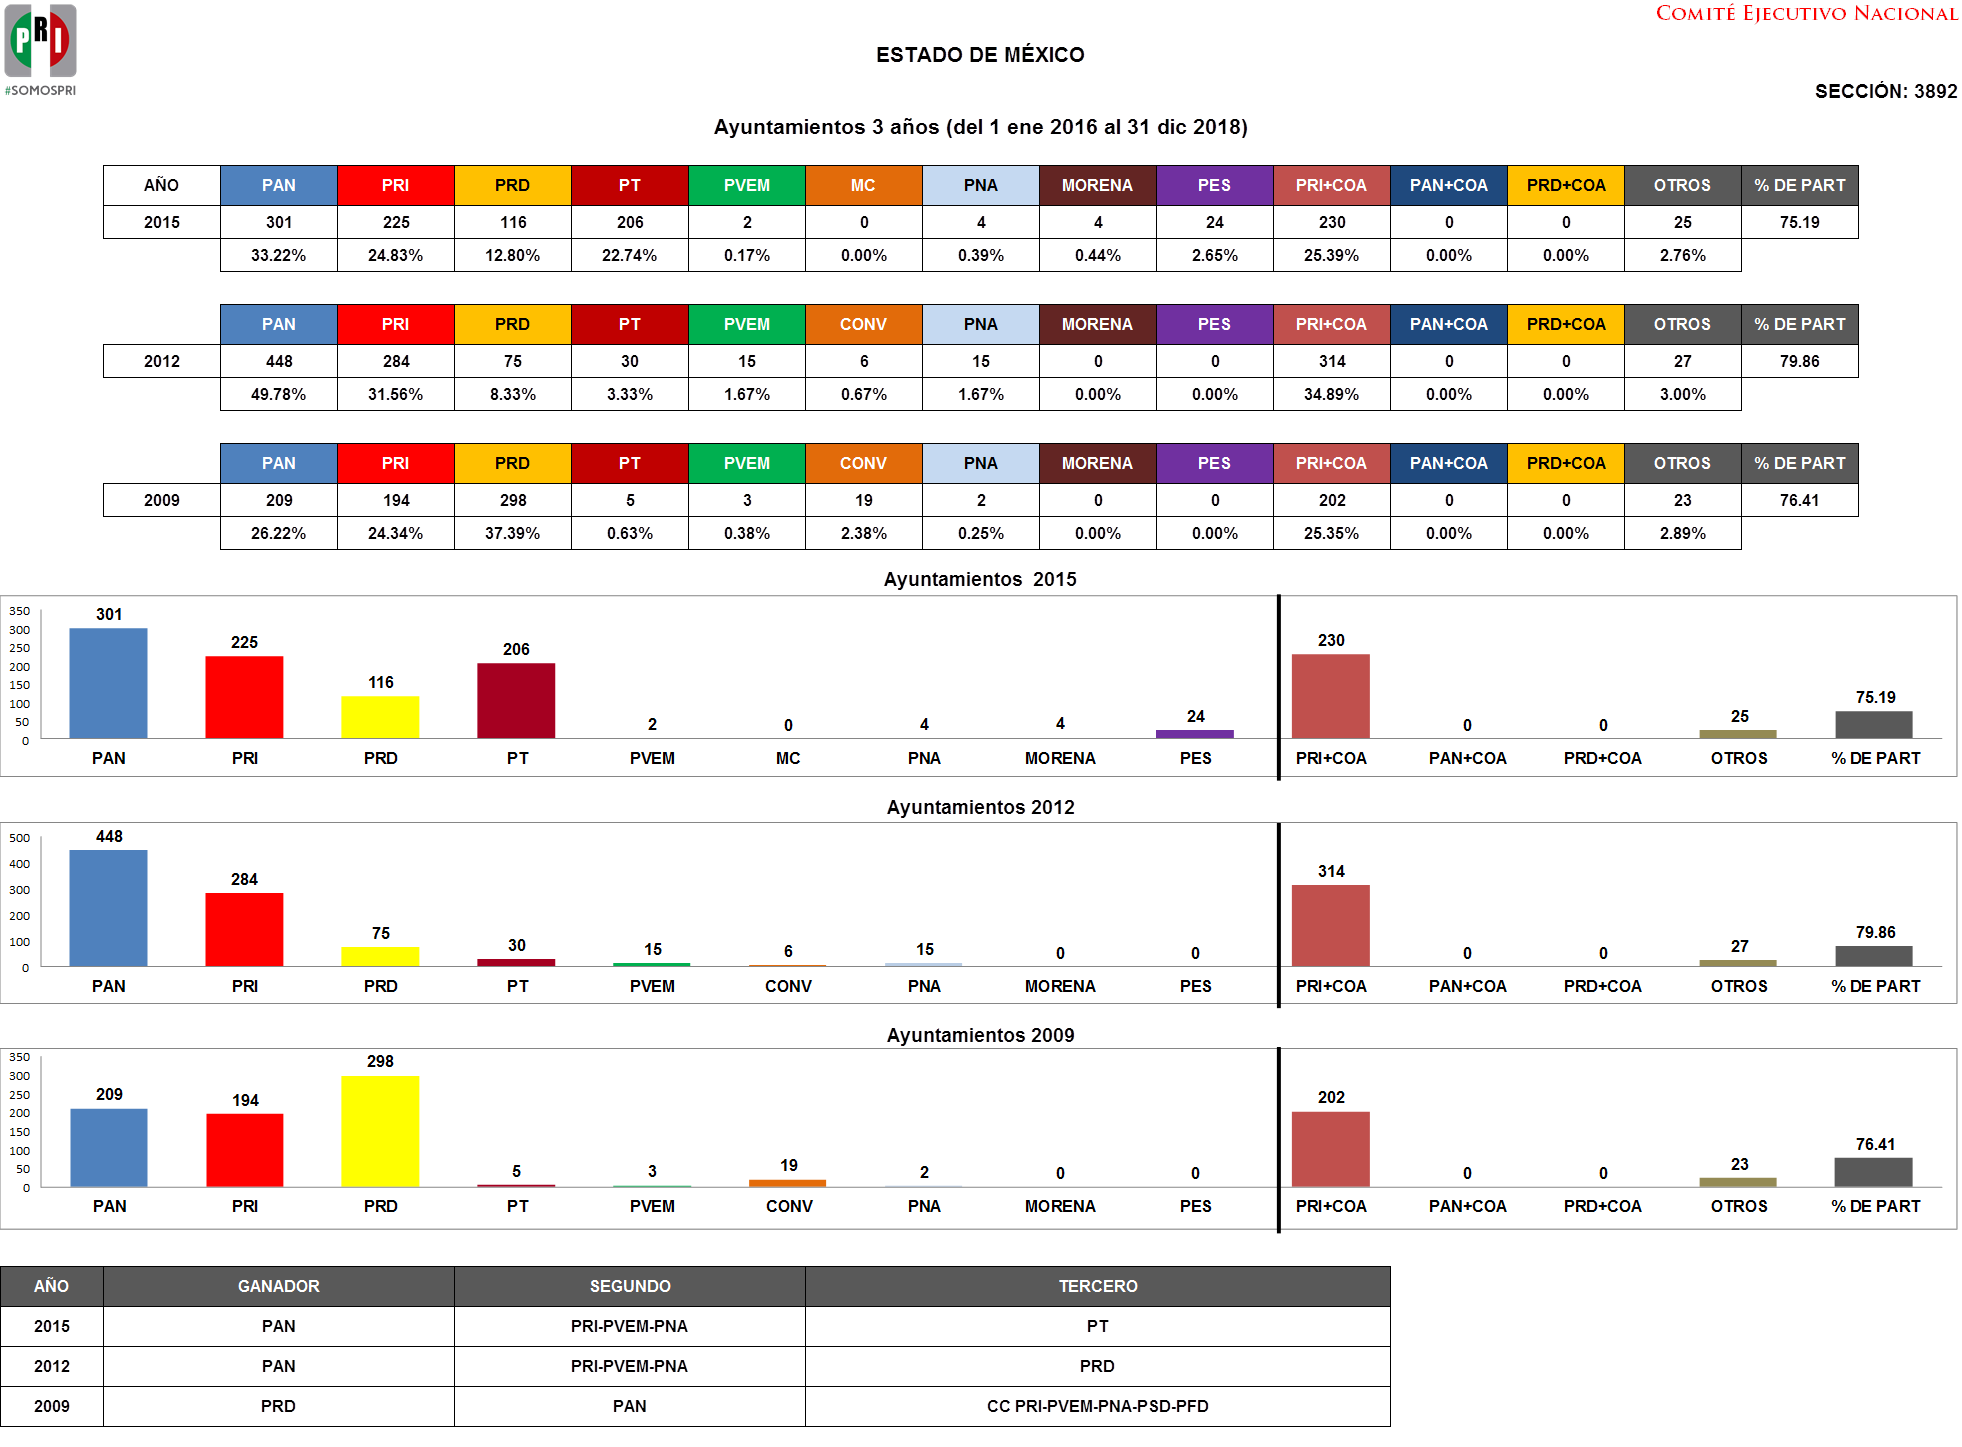 COMITÉ EJECUTIVO NACIONAL
PRI
#SOMOSPRI
ESTADO DE MÉXICO
SECCIÓN: 3892
Ayuntamientos 3 años (del 1 ene 2016 al 31 dic 2018)
AÑO PAN PRI PRD PT PVEM MC PNA MORENA PES PRI+COA PAN+COA PRD+COA OTROS % DE PART
2015 301 225 116 206 2 0 4 4 24 230 0 0 25 75.19
33.22% 24.83% 12.80% 22.74% 0.17% 0.00% 0.39% 0.44% 2.65% 25.39% 0.00% 0.00% 2.76%
PAN PRI PRD PT PVEM CONV PNA MORENA PES PRI+COA PAN+COA PRD+COA OTROS % DE PART
2012 448 284 75 30 15 6 15 0 0 314 0 0 27 79.86
49.78% 31.56% 8.33% 3.33% 1.67% 0.67% 1.67% 0.00% 0.00% 34.89% 0.00% 0.00% 3.00%
PAN PRI PRD PT PVEM CONV PNA MORENA PES PRI+COA PAN+COA PRD+COA OTROS % DE PART
2009 209 194 298 5 3 19 2 0 0 202 0 0 23 76.41
26.22% 24.34% 37.39% 0.63% 0.38% 2.38% 0.25% 0.00% 0.00% 25.35% 0.00% 0.00% 2.89%
Ayuntamientos 2015
350
300
250
200
150
100
50
0
301 225 116 206 2 0 4 4 24 230 0 0 25 75.19
PAN PRI PRD PT PVEM MC PNA MORENA PES PRI+COA PAN+COA PRD+COA OTROS % DE PART
Ayuntamientos 2012
500
400
300
200
100
0
448 284 75 30 15 6 15 0 0 314 0 0 27 79.86
PAN PRI PRD PT PVEM CONV PNA MORENA PES PRI+COA PAN+COA PRD+COA OTROS % DE PART
Ayuntamientos 2009
350
300
250
200
150
100
50
0
209 194 298 5 3 19 2 0 0 202 0 0 23 76.41
PAN PRI PRD PT PVEM CONV PNA MORENA PES PRI+COA PAN+COA PRD+COA OTROS % DE PART
AÑO GANADOR SEGUNDO TERCERO
2015 PAN PRI-PVEM-PNA PT
2012 PAN PRI-PVEM-PNA PRD
2009 PRD PAN CC PRI-PVEM-PNA-PSD-PFD